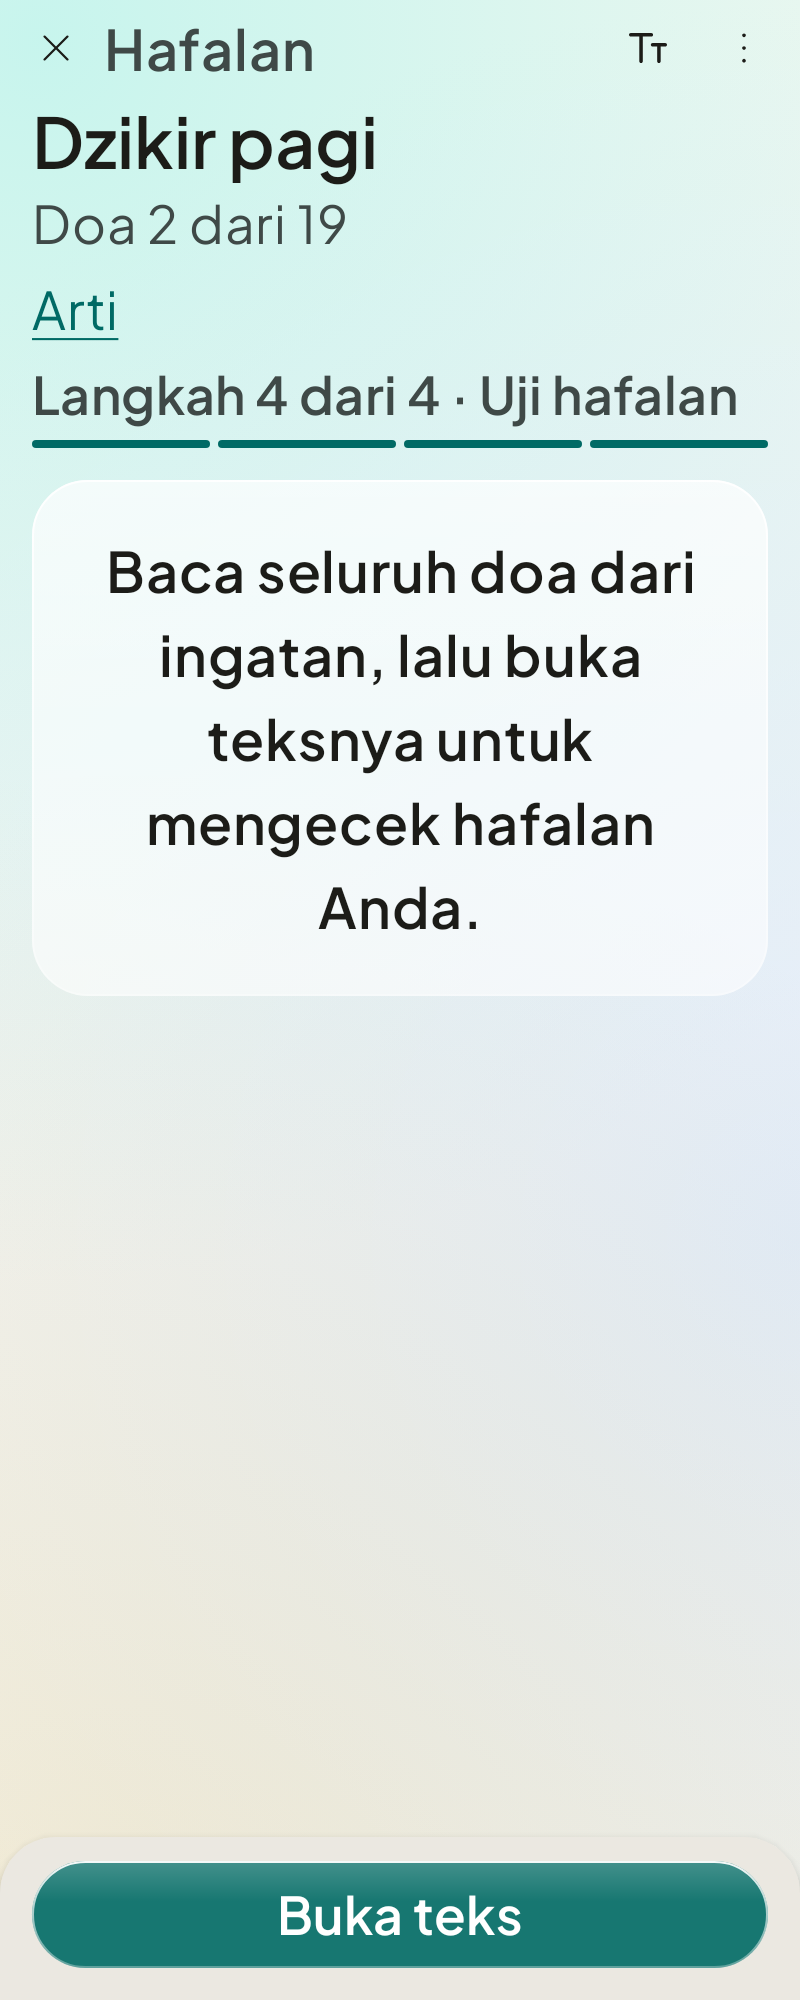 Hafalan
Dzikir pagi
Doa 2 dari 19
Arti
Langkah 4 dari 4 · Uji hafalan
Baca seluruh doa dari
ingatan, lalu buka
teksnya untuk
mengecek hafalan
Anda.
Buka teks